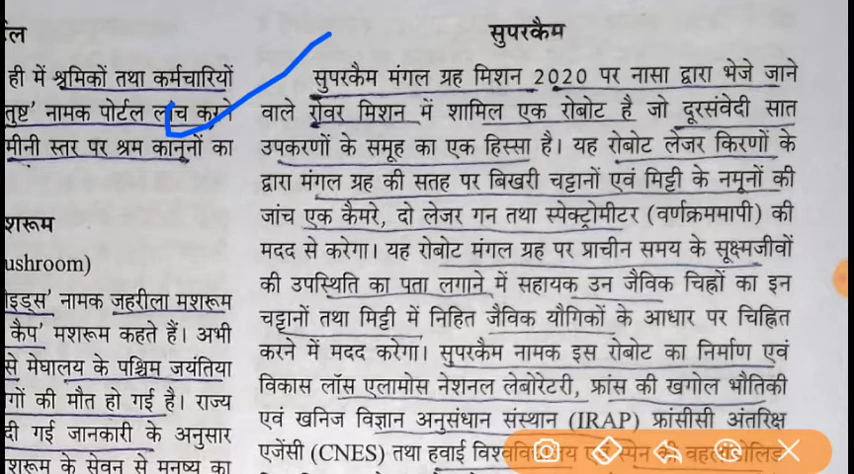 र्टल
ही में श्रमिकों तथा कर्मचारियों
तुष्ट' नामक पोर्टल लांच करने
मीनी स्तर पर श्रम कानूनों का
शरूम
ushroom)
इड्स' नामक जहरीला मशरूम
कैप' मशरूम कहते हैं। अभी
से मेघालय के पश्चिम जयंतिया
गों की मौत हो गई है। राज्य
दी गई जानकारी के अनुसार
शरूम के सेवन से मनुष्य का
सुपरकैम
सुपरकैम मंगल ग्रह मिशन 2020 पर नासा द्वारा भेजे जाने
वाले रोवर मिशन में शामिल एक रोबोट है जो दूरसंवेदी सात
उपकरणों के समूह का एक हिस्सा है। यह रोबोट लेजर किरणों के
द्वारा मंगल ग्रह की सतह पर बिखरी चट्टानों एवं मिट्टी के नमूनों की
जांच एक कैमरे, दो लेजर गन तथा स्पेक्ट्रोमीटर (वर्णक्रममापी) की
मदद से करेगा। यह रोबोट मंगल ग्रह पर प्राचीन समय के सूक्ष्मजीवों
की उपस्थिति का पता लगाने में सहायक उन जैविक चिह्नों का इन
चट्टानों तथा मिट्टी में निहित जैविक यौगिकों के आधार पर चिह्नित
करने में मदद करेगा। सुपरकैम नामक इस रोबोट का निर्माण एवं
विकास लॉस एलामोस नेशनल लेबोरेटरी, फ्रांस की खगोल भौतिकी
एवं खनिज विज्ञान अनुसंधान संस्थान (IRAP) फ्रांसीसी अंतरिक्ष
एजेंसी (CNES) तथा हवाई विश्वविद्यालय एवं स्पेन की